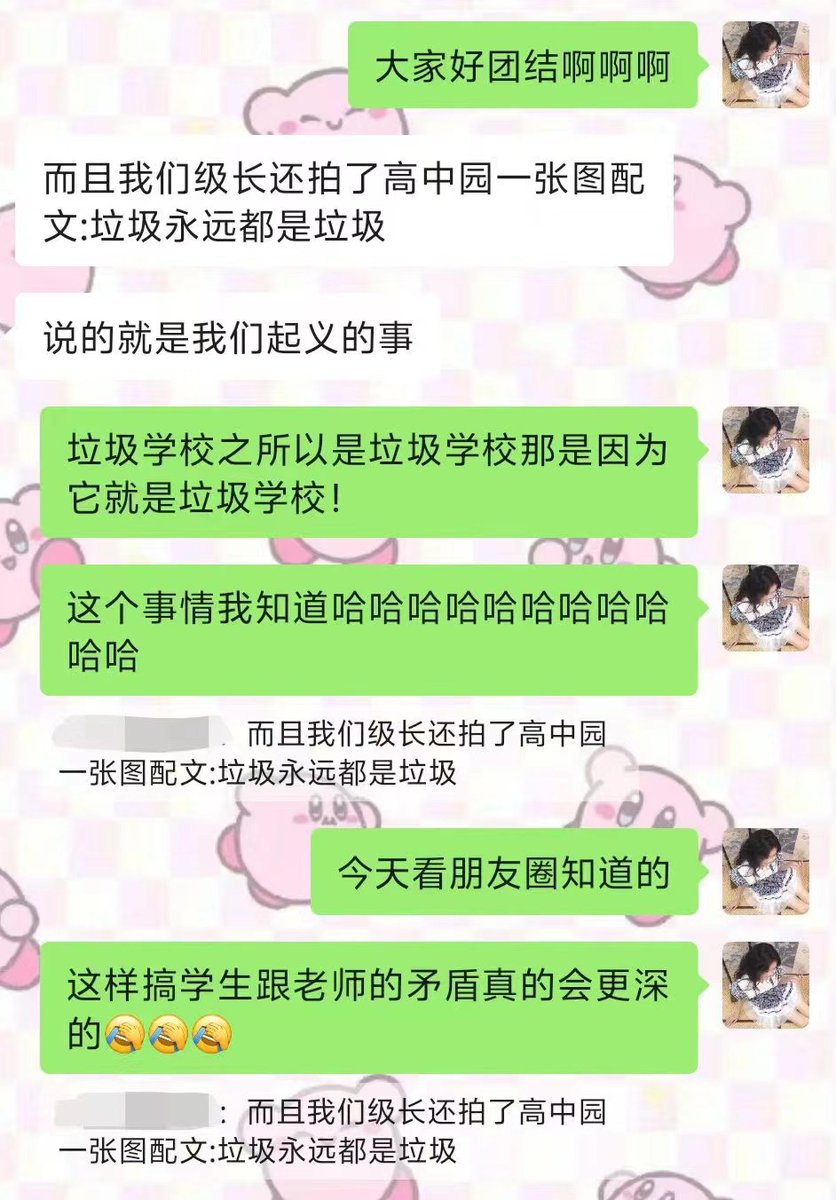 大家好团结啊啊啊
而且我们级长还拍了高中园一张图配
文:垃圾永远都是垃圾
说的就是我们起义的事
垃圾学校之所以是垃圾学校那是因为
它就是垃圾学校!
这个事情我知道哈哈哈哈哈哈哈哈哈
哈哈
而且我们级长还拍了高中园
一张图配文:垃圾永远都是垃圾
今天看朋友圈知道的
这样搞学生跟老师的矛盾真的会更深
的🤦🤦🤦
:而且我们级长还拍了高中园
一张图配文:垃圾永远都是垃圾